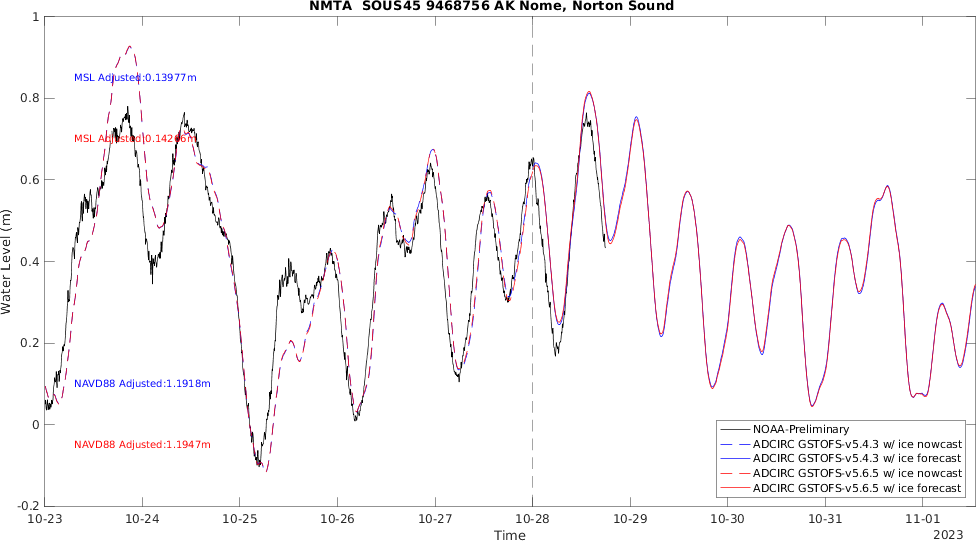 NMTA SOUS45 9468756 AK Nome, Norton Sound
Water Level (m)
1
0.8
0.6
0.4
0.2
0
-0.2
MSL Adjusted:0.13977m
MSL Adjusted:0.14266m
NAVD88 Adjusted:1.1918m
NAVD88 Adjusted:1.1947m
NOAA-Preliminary
ADCIRC GSTOFS-v5.4.3 w/ ice nowcast
ADCIRC GSTOFS-v5.4.3 w/ ice forecast
ADCIRC GSTOFS-v5.6.5 w/ ice nowcast
ADCIRC GSTOFS-v5.6.5 w/ ice forecast
10-23 10-24 10-25 10-26 10-27 10-28 10-29 10-30 10-31 11-01
Time
2023